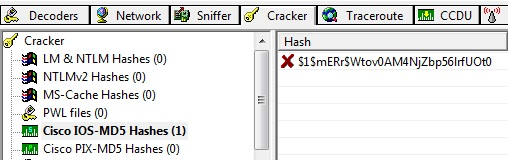 Decoders Network Sniffer Cracker Traceroute CCDU
Cracker
LM & NTLM Hashes (0)
NTLMv2 Hashes (0)
MS-Cache Hashes (0)
PWL files (0)
Cisco IOS-MD5 Hashes (1)
Cisco PIX-MD5 Hashes (0)
Hash
$1$mERr$Wtov0AM4NjZbp56IrfUOt0